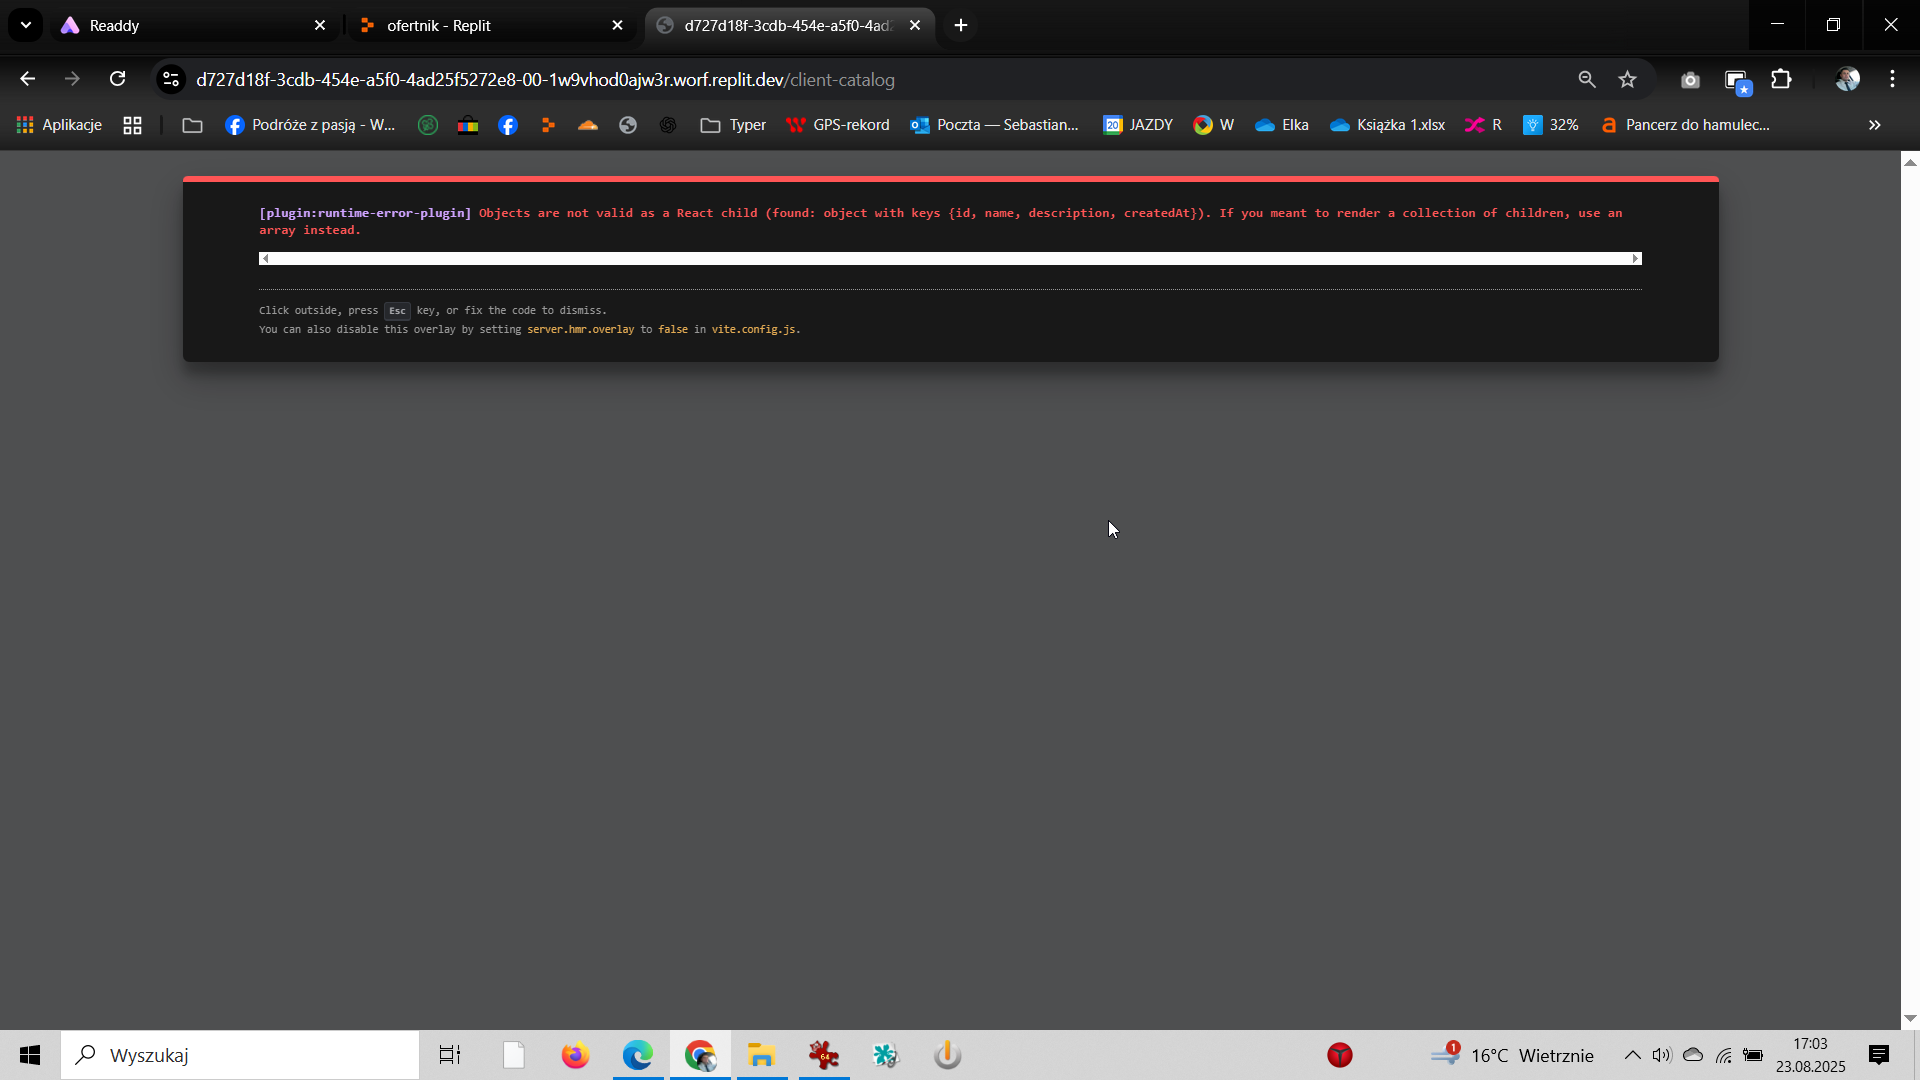 Readdy
ofertnik - Replit
d727d18f-3cdb-454e-a5f0-4ad2
d727d18f-3cdb-454e-a5f0-4ad25f5272e8-00-1w9vhod0ajw3r.worf.replit.dev/client-catalog
Aplikacje
Podróże z pasją - W...
Typer
GPS-rekord
Poczta — Sebastian...
20
JAZDY
W
Elka
Książka 1.xlsx
R
32%
Pancerz do hamulec...
[plugin:runtime-error-plugin] Objects are not valid as a React child (found: object with keys {id, name, description, createdAt}). If you meant to render a collection of children, use an
array instead.
Click outside, press Esc key, or fix the code to dismiss.
You can also disable this overlay by setting server.hmr.overlay to false in vite.config.js.
Wyszukaj
64
1
16°C Wietrznie
17:03
23.08.2025